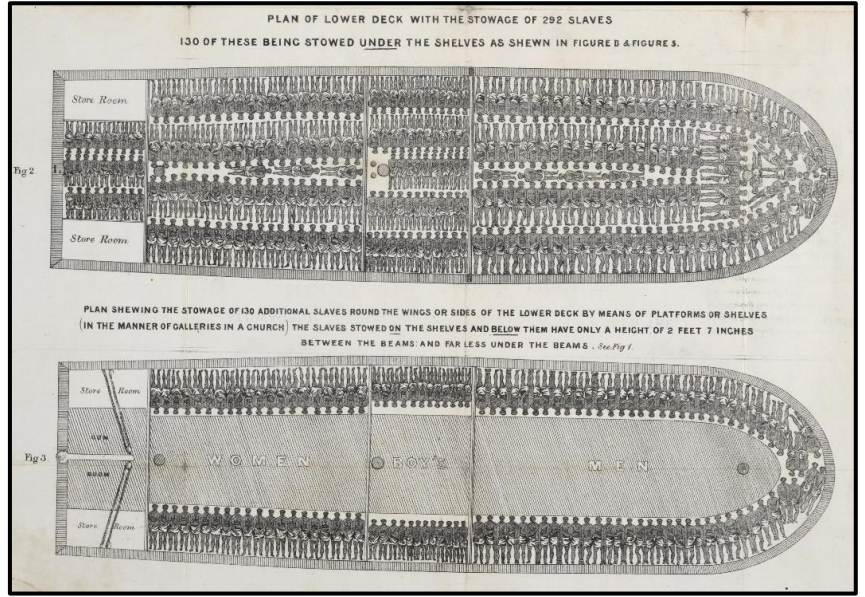 PLAN OF LOWER DECK WITH THE STOWAGE OF 292 SLAVES
130 OF THESE BEING STOWED UNDER THE SHELVES AS SHEWN IN FIGURE B & FIGURE 3.
Store Room
Fig 2.
Store Room
PLAN SHEWING THE STOWAGE OF 130 ADDITIONAL SLAVES ROUND THE WINGS OR SIDES OF THE LOWER DECK BY MEANS OF PLATFORMS OR SHELVES
(IN THE MANNER OF GALLERIES IN A CHURCH) THE SLAVES STOWED ON THE SHELVES AND BELOW THEM HAVE ONLY A HEIGHT OF 2 FEET 7 INCHES
BETWEEN THE BEAMS: AND FAR LESS UNDER THE BEAMS. See Fig 1.
Store Room
GUN
Fig 3
WOMEN BOY'S MEN
ROOM
Store Room